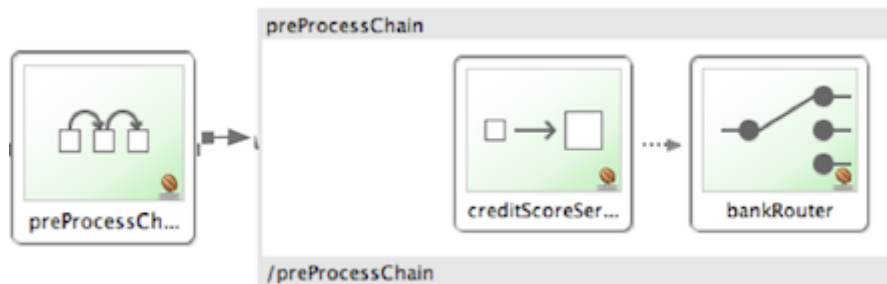 preProcessChain
preProcessCh...
creditScoreSer...
bankRouter
/preProcessChain